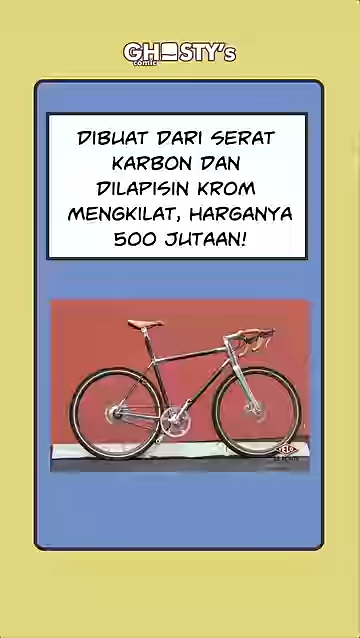 GHOSTY's
comic
DIBUAT DARI SERAT
KARBON DAN
DILAPISIN KROM
MENGKILAT, HARGANYA
500 JUTAAN!